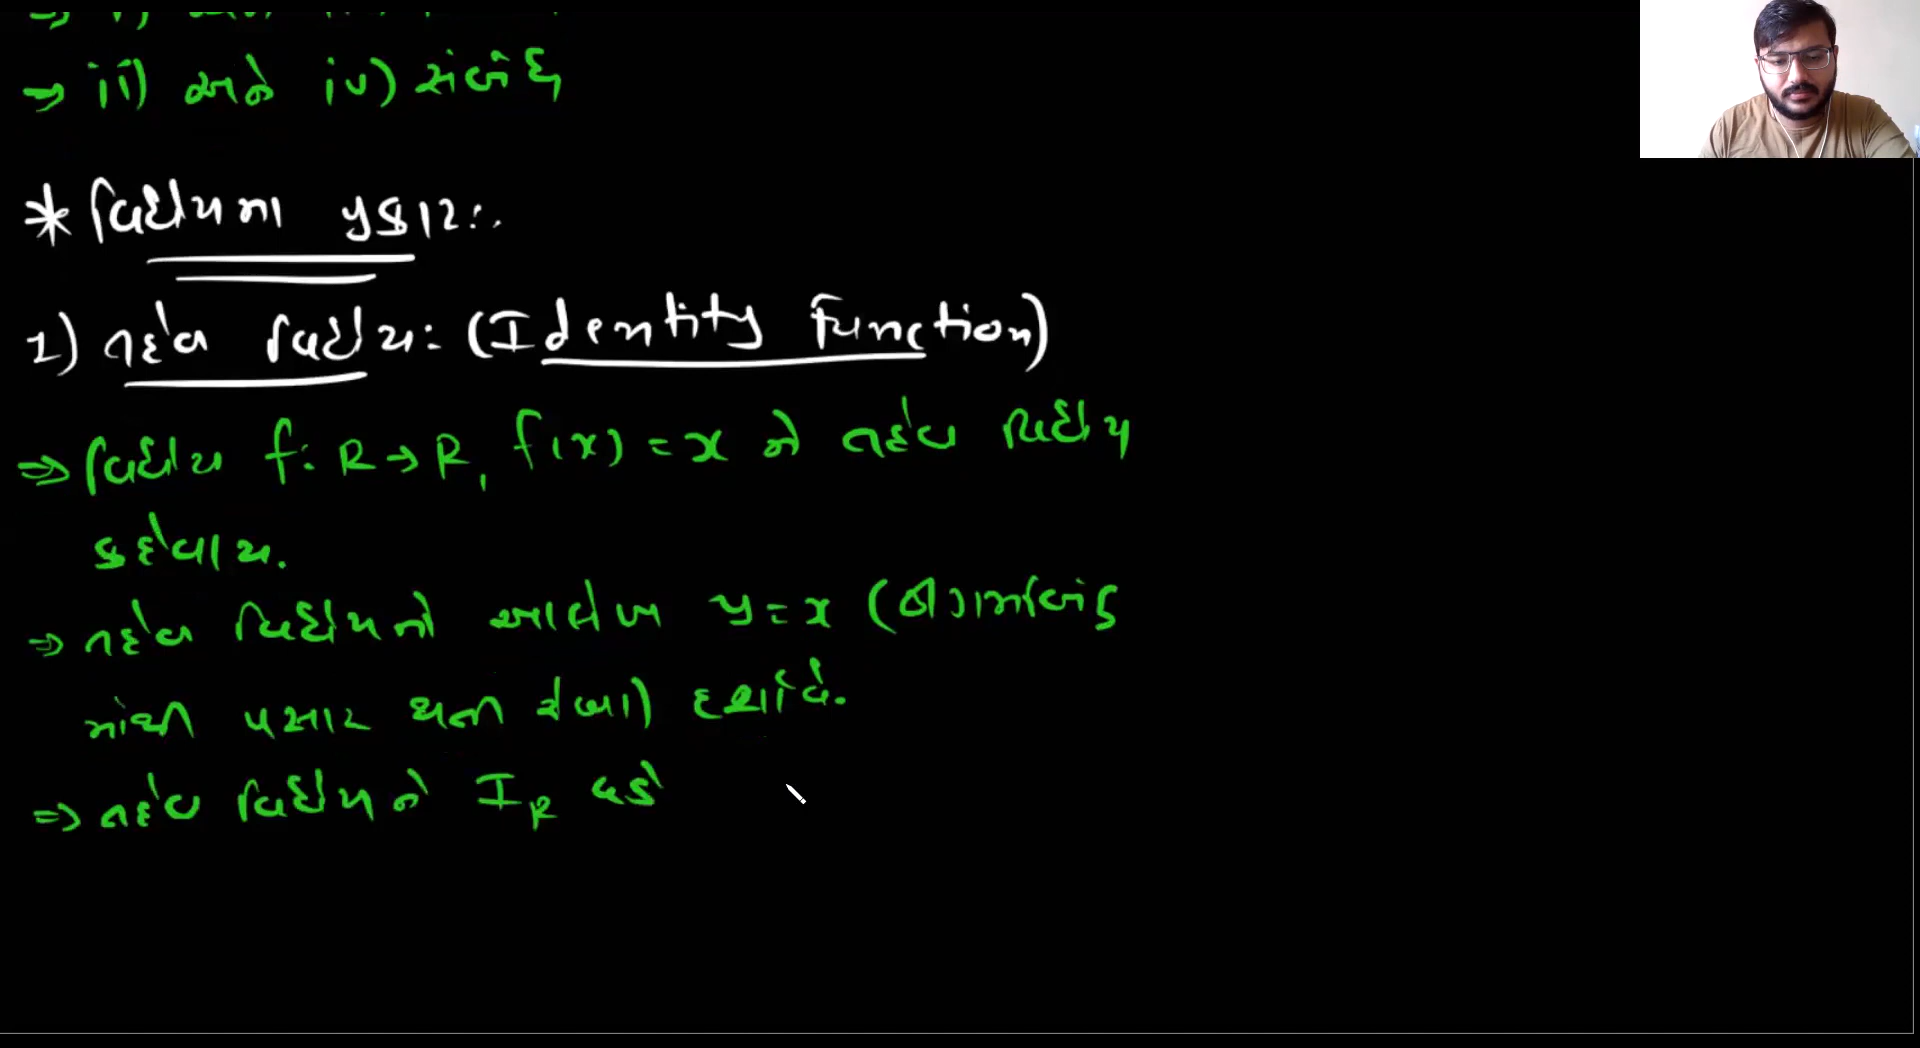 ⇒ ii) અને iv) સંબંધ
* વિધેયના પ્રકાર:
1) તદેવ વિધેય: (Identity Function)
⇒ વિધેય f: R → R, f(x) = x ને તદેવ વિધેય
કહેવાય.
⇒ તદેવ વિધેયનો આલેખ y = x (ઊગમબિંદુ
માંથી પસાર થતી રેખા) દર્શાવે.
⇒ તદેવ વિધેયને I_R વડે